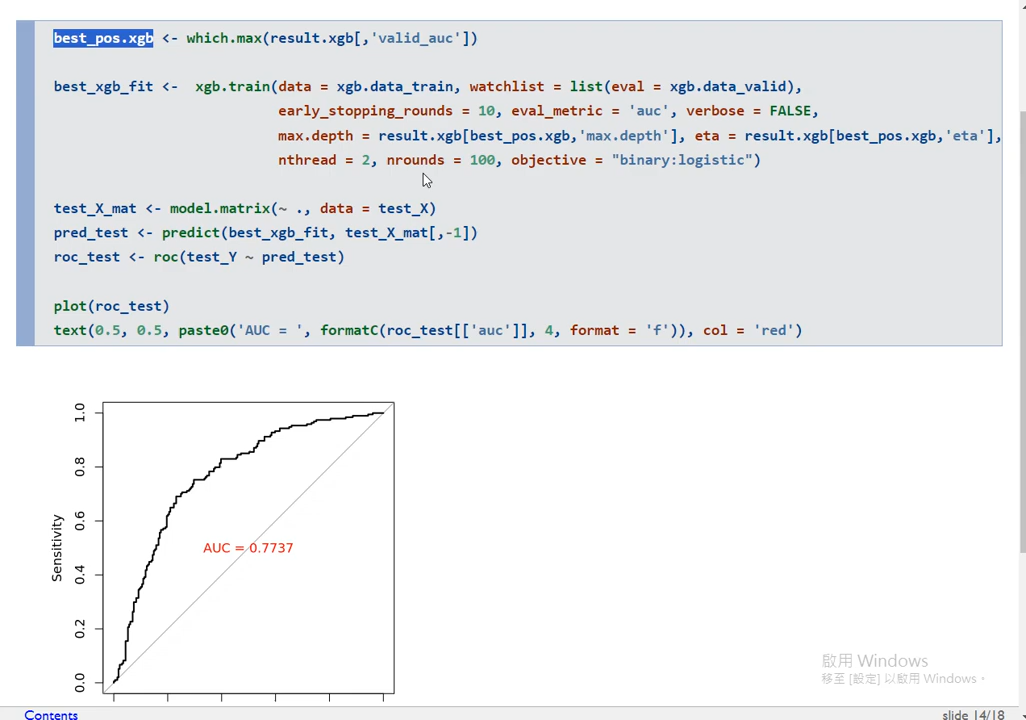 best_pos.xgb <- which.max(result.xgb[,'valid_auc'])
best_xgb_fit <-  xgb.train(data = xgb.data_train, watchlist = list(eval = xgb.data_valid),
early_stopping_rounds = 10, eval_metric = 'auc', verbose = FALSE,
max.depth = result.xgb[best_pos.xgb,'max.depth'], eta = result.xgb[best_pos.xgb,'eta'],
nthread = 2, nrounds = 100, objective = "binary:logistic")
test_X_mat <- model.matrix(~ ., data = test_X)
pred_test <- predict(best_xgb_fit, test_X_mat[,-1])
roc_test <- roc(test_Y ~ pred_test)
plot(roc_test)
text(0.5, 0.5, paste0('AUC = ', formatC(roc_test[['auc']], 4, format = 'f')), col = 'red')
1.0
0.8
0.6
0.4
0.2
0.0
Sensitivity
AUC = 0.7737
啟用 Windows
移至 [設定] 以啟用 Windows。
Contents
slide 14/18